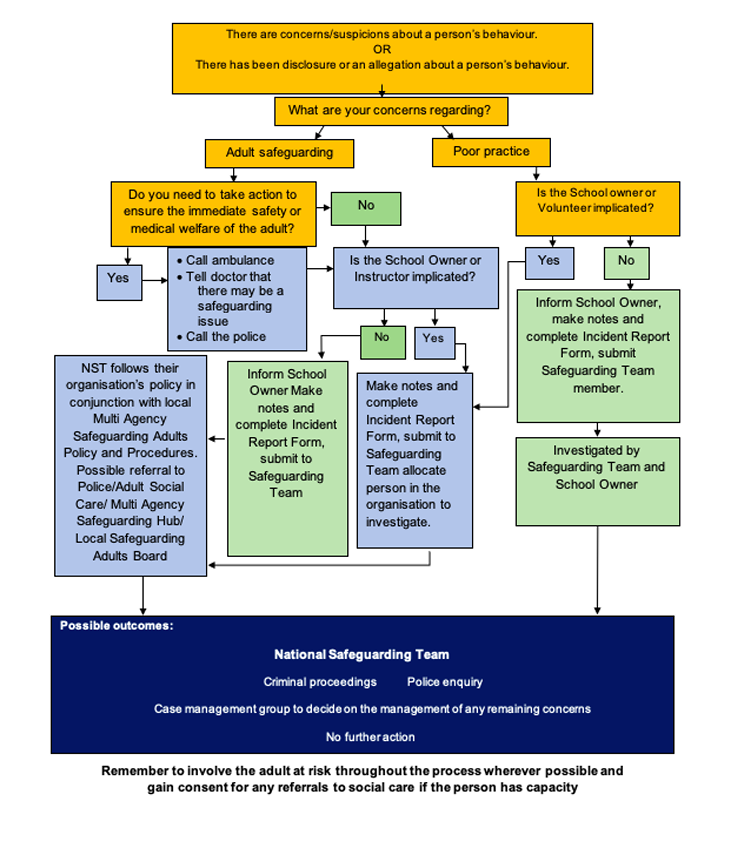 There are concerns/suspicions about a person's behaviour.
OR
There has been disclosure or an allegation about a person's behaviour.
What are your concerns regarding?
Adult safeguarding
Poor practice
Do you need to take action to
ensure the immediate safety or
medical welfare of the adult?
No
Is the School owner or
Volunteer implicated?
Yes
• Call ambulance
• Tell doctor that
there may be a
safeguarding
issue
• Call the police
Is the School Owner or
Instructor implicated?
Yes
No
No
Yes
Inform School Owner,
make notes and
complete Incident Report
Form, submit
Safeguarding Team
member.
NST follows their
organisation's policy in
conjunction with local
Multi Agency
Safeguarding Adults
Policy and Procedures.
Possible referral to
Police/Adult Social
Care/ Multi Agency
Safeguarding Hub/
Local Safeguarding
Adults Board
Inform School
Owner Make
notes and
complete Incident
Report Form,
submit to
Safeguarding
Team
Make notes and
complete
Incident Report
Form, submit to
Safeguarding
Team allocate
person in the
organisation to
investigate.
Investigated by
Safeguarding Team and
School Owner
Possible outcomes:
National Safeguarding Team
Criminal proceedings Police enquiry
Case management group to decide on the management of any remaining concerns
No further action
Remember to involve the adult at risk throughout the process wherever possible and
gain consent for any referrals to social care if the person has capacity